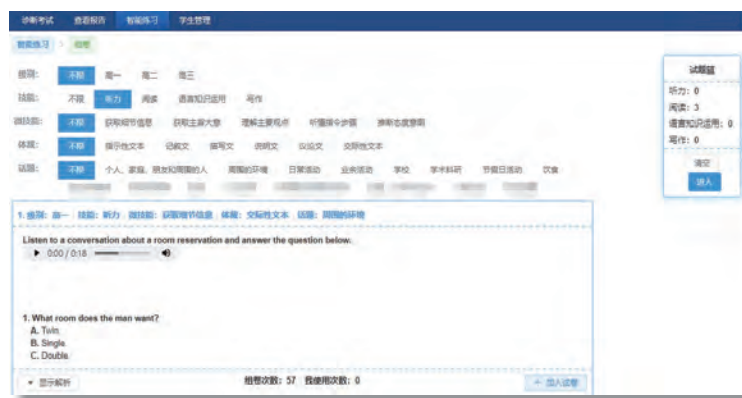 诊断考试 查看报告 智能练习 学生管理
智能练习 > 组卷
级别: 不限 高一 高二 高三
技能: 不限 听力 阅读 语言知识运用 写作
微技能: 不限 获取细节信息 获取主旨大意 理解主要观点 听懂指令步骤 推断态度意图
体裁: 不限 指示性文本 记叙文 描写文 说明文 议论文 交际性文本
话题: 不限 个人、家庭、朋友和周围的人 周围的环境 日常活动 业余活动 学校 学术科研 节假日活动 饮食
试题篮
听力: 0
阅读: 3
语言知识运用: 0
写作: 0
清空
进入
1. 级别: 高一 技能: 听力 微技能: 获取细节信息 体裁: 交际性文本 话题: 周围的环境
Listen to a conversation about a room reservation and answer the question below.
0:00 / 0:18
1. What room does the man want?
A. Twin.
B. Single.
C. Double.
显示解析 组卷次数: 57 我使用次数: 0 加入试卷